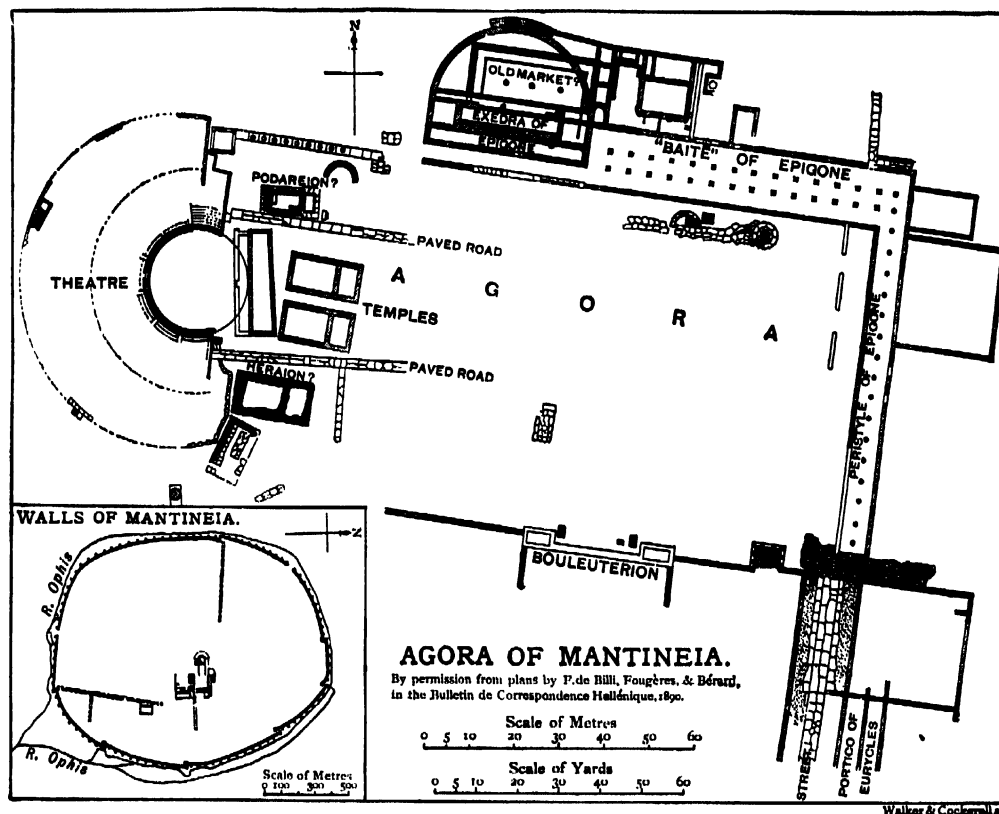 N
OLD MARKET?
EXEDRA OF
EPIGONE
"BAITE" OF EPIGONE
PODAREION?
PAVED ROAD
THEATRE
A G O R A
TEMPLES
PERISTYLE OF EPIGONE
PAVED ROAD
HERAION?
WALLS OF MANTINEIA.
N
R. Ophis
R. Ophis
Scale of Metres
0 100 300 500
BOULEUTERION
AGORA OF MANTINEIA.
By permission from plans by P. de Billi, Fougères, & Bérard,
in the Bulletin de Correspondence Hellénique, 1890.
Scale of Metres
0 5 10 20 30 40 50 60
Scale of Yards
0 5 10 20 30 40 50 60
STREET
PORTICO OF
EURYCLES
Walker & Cockerell